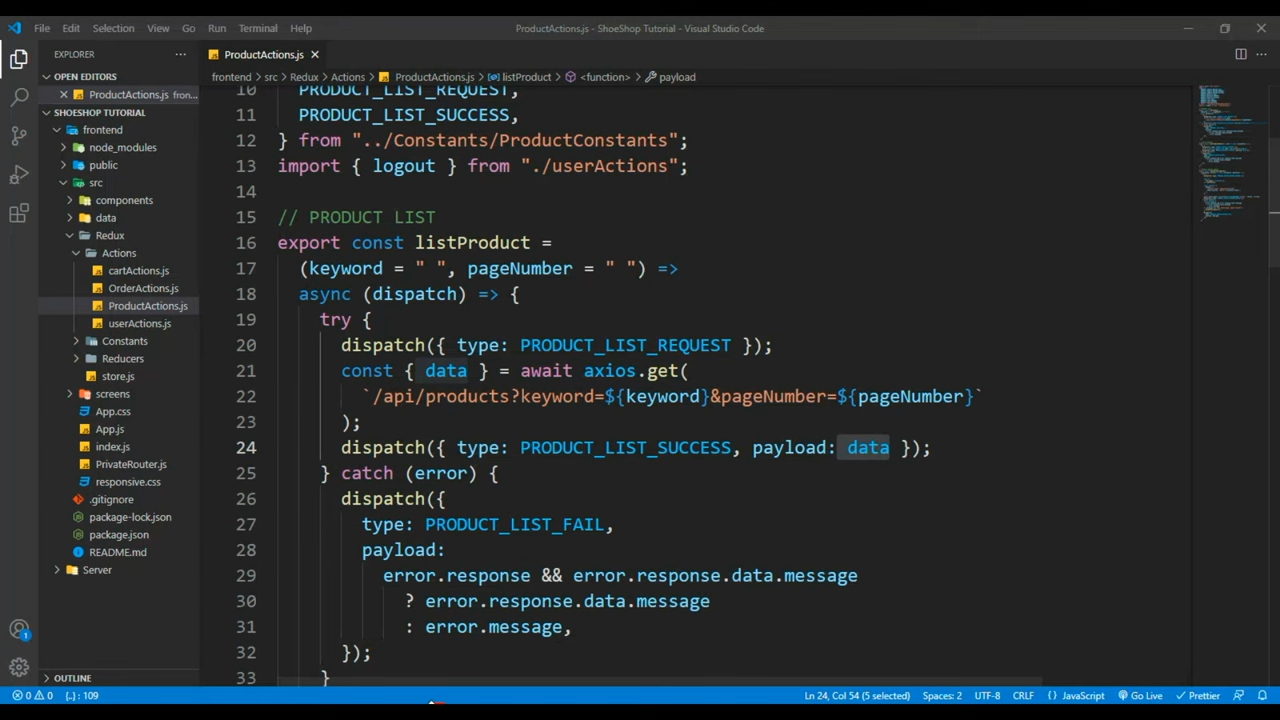 File Edit Selection View Go Run Terminal Help
ProductActions.js - ShoeShop Tutorial - Visual Studio Code
EXPLORER
OPEN EDITORS
ProductActions.js fron...
SHOESHOP TUTORIAL
frontend
node_modules
public
src
components
data
Redux
Actions
cartActions.js
OrderActions.js
ProductActions.js
userActions.js
Constants
Reducers
store.js
screens
App.css
App.js
index.js
PrivateRouter.js
responsive.css
.gitignore
package-lock.json
package.json
README.md
Server
OUTLINE
ProductActions.js
frontend > src > Redux > Actions > ProductActions.js > listProduct > <function> > payload
10 PRODUCT_LIST_REQUEST,
11 PRODUCT_LIST_SUCCESS,
12 } from "../Constants/ProductConstants";
13 import { logout } from "./userActions";
14
15 // PRODUCT LIST
16 export const listProduct =
17 (keyword = " ", pageNumber = " ") =>
18 async (dispatch) => {
19 try {
20 dispatch({ type: PRODUCT_LIST_REQUEST });
21 const { data } = await axios.get(
22 `/api/products?keyword=${keyword}&pageNumber=${pageNumber}`
23 );
24 dispatch({ type: PRODUCT_LIST_SUCCESS, payload: data });
25 } catch (error) {
26 dispatch({
27 type: PRODUCT_LIST_FAIL,
28 payload:
29 error.response && error.response.data.message
30 ? error.response.data.message
31 : error.message,
32 });
33 }
1
0 0 {..}: 109
Ln 24, Col 54 (5 selected) Spaces: 2 UTF-8 CRLF {} JavaScript Go Live Prettier